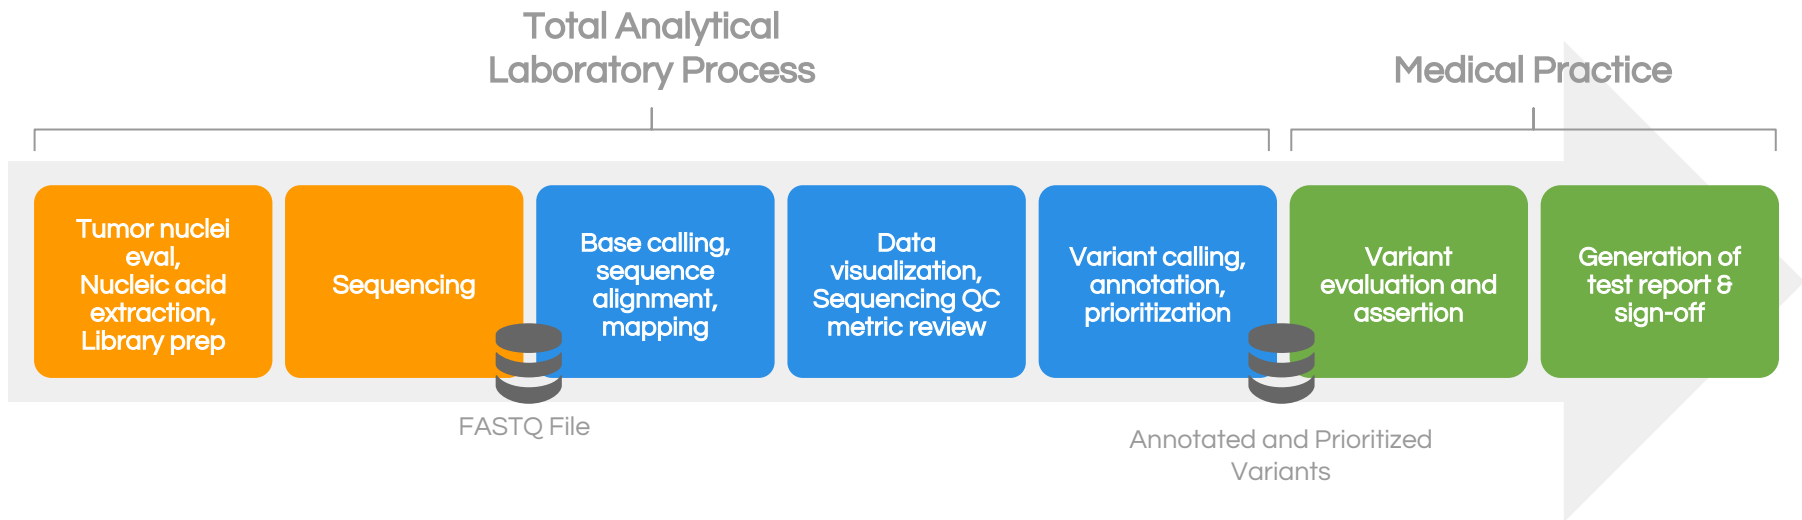 Total Analytical
Laboratory Process
Medical Practice
Tumor nuclei
eval,
Nucleic acid
extraction,
Library prep
Sequencing
Base calling,
sequence
alignment,
mapping
Data
visualization,
Sequencing QC
metric review
Variant calling,
annotation,
prioritization
Variant
evaluation and
assertion
Generation of
test report &
sign-off
FASTQ File
Annotated and Prioritized
Variants